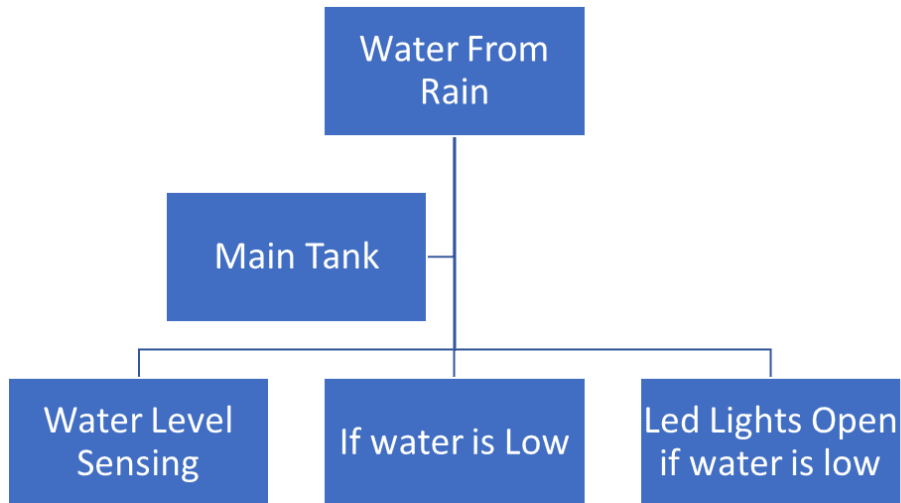 Water From
Rain
Main Tank
Water Level
Sensing
If water is Low
Led Lights Open
if water is low